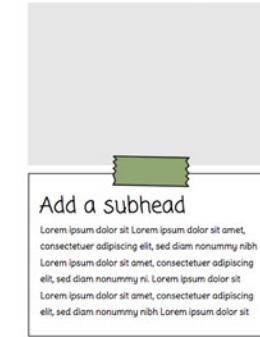 Add a subhead
Lorem ipsum dolor sit Lorem ipsum dolor sit amet,
consectetuer adipiscing elit, sed diam nonummy nibh
Lorem ipsum dolor sit amet, consectetuer adipiscing
elit, sed diam nonummy ni. Lorem ipsum dolor sit
Lorem ipsum dolor sit amet, consectetuer adipiscing
elit, sed diam nonummy nibh Lorem ipsum dolor sit